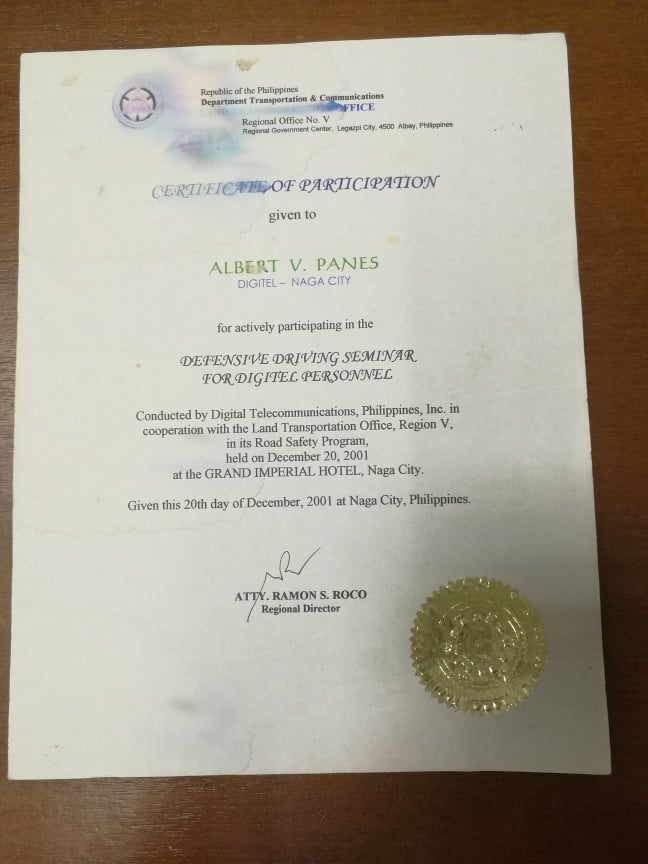 Republic of the Philippines
Department Transportation & Communications
FFICE
Regional Office No. V
Regional Government Center, Legazpi City, 4500 Albay, Philippines
CERTIFICATE OF PARTICIPATION
given to
ALBERT V. PANES
DIGITEL – NAGA CITY
for actively participating in the
DEFENSIVE DRIVING SEMINAR
FOR DIGITEL PERSONNEL
Conducted by Digital Telecommunications, Philippines, Inc. in
cooperation with the Land Transportation Office, Region V,
in its Road Safety Program,
held on December 20, 2001
at the GRAND IMPERIAL HOTEL, Naga City.
Given this 20th day of December, 2001 at Naga City, Philippines.
ATTY. RAMON S. ROCO
Regional Director